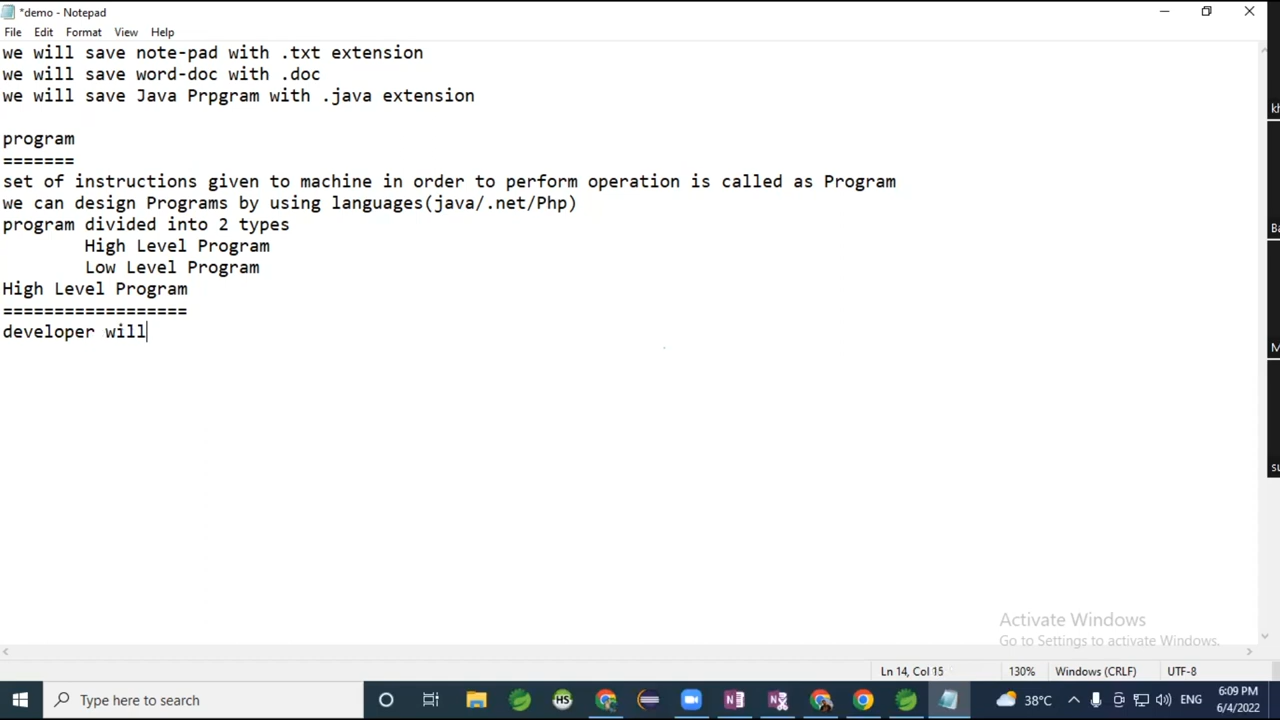 *demo - Notepad
File Edit Format View Help
we will save note-pad with .txt extension
we will save word-doc with .doc
we will save Java Prpgram with .java extension
program
=======
set of instructions given to machine in order to perform operation is called as Program
we can design Programs by using languages(java/.net/Php)
program divided into 2 types
High Level Program
Low Level Program
High Level Program
==================
developer will
Activate Windows
Go to Settings to activate Windows.
Ln 14, Col 15 130% Windows (CRLF) UTF-8
Type here to search
HS
38°C
ENG
6:09 PM
6/4/2022